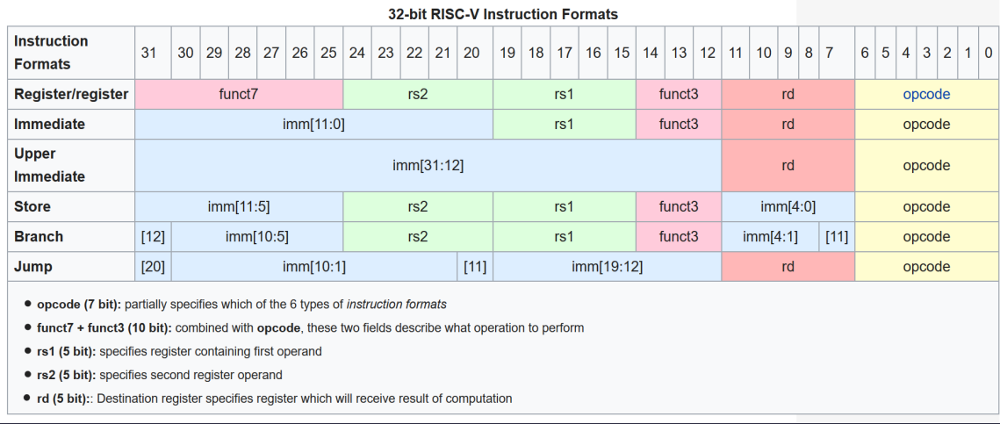 32-bit RISC-V Instruction Formats
Instruction Formats 31 30 29 28 27 26 25 24 23 22 21 20 19 18 17 16 15 14 13 12 11 10 9 8 7 6 5 4 3 2 1 0
Register/register funct7 rs2 rs1 funct3 rd opcode
Immediate imm[11:0] rs1 funct3 rd opcode
Upper Immediate imm[31:12] rd opcode
Store imm[11:5] rs2 rs1 funct3 imm[4:0] opcode
Branch [12] imm[10:5] rs2 rs1 funct3 imm[4:1] [11] opcode
Jump [20] imm[10:1] [11] imm[19:12] rd opcode
• opcode (7 bit): partially specifies which of the 6 types of instruction formats
• funct7 + funct3 (10 bit): combined with opcode, these two fields describe what operation to perform
• rs1 (5 bit): specifies register containing first operand
• rs2 (5 bit): specifies second register operand
• rd (5 bit):: Destination register specifies register which will receive result of computation